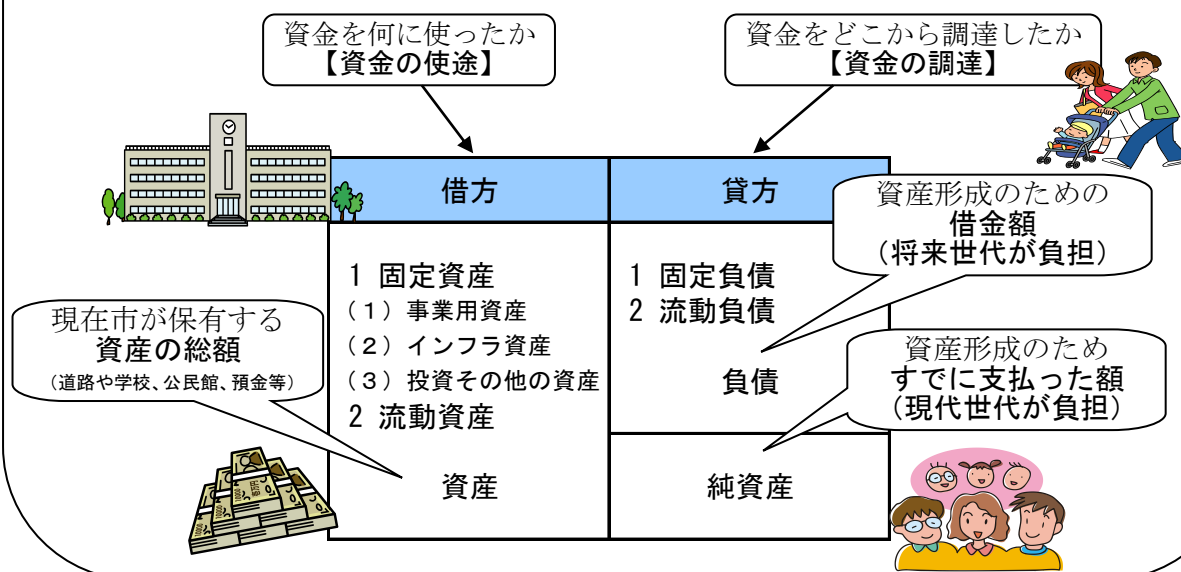 資金を何に使ったか
【資金の使途】
資金をどこから調達したか
【資金の調達】
借方
貸方
1 固定資産
（1）事業用資産
（2）インフラ資産
（3）投資その他の資産
2 流動資産
資産
1 固定負債
2 流動負債
負債
純資産
現在市が保有する
資産の総額
（道路や学校、公民館、預金等）
資産形成のための
借金額
（将来世代が負担）
資産形成のため
すでに支払った額
（現代世代が負担）